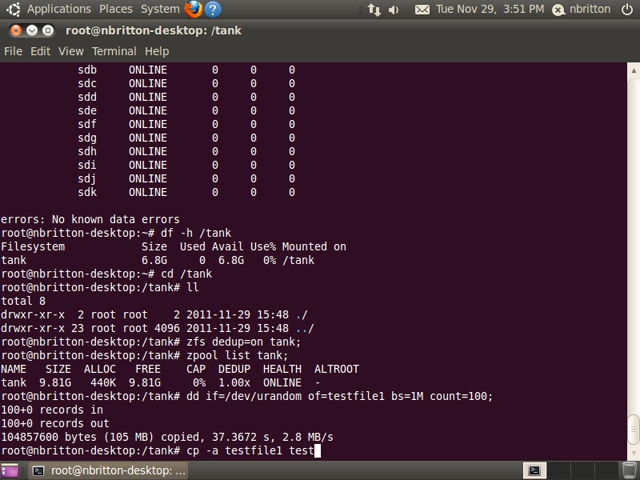 Applications Places System Tue Nov 29, 3:51 PM nbritton
root@nbritton-desktop: /tank
File Edit View Terminal Help
sdb ONLINE 0 0 0
sdc ONLINE 0 0 0
sdd ONLINE 0 0 0
sde ONLINE 0 0 0
sdf ONLINE 0 0 0
sdg ONLINE 0 0 0
sdh ONLINE 0 0 0
sdi ONLINE 0 0 0
sdj ONLINE 0 0 0
sdk ONLINE 0 0 0
errors: No known data errors
root@nbritton-desktop:~# df -h /tank
Filesystem Size Used Avail Use% Mounted on
tank 6.8G 0 6.8G 0% /tank
root@nbritton-desktop:~# cd /tank
root@nbritton-desktop:/tank# ll
total 8
drwxr-xr-x 2 root root 2 2011-11-29 15:48 ./
drwxr-xr-x 23 root root 4096 2011-11-29 15:48 ../
root@nbritton-desktop:/tank# zfs dedup=on tank;
root@nbritton-desktop:/tank# zpool list tank;
NAME SIZE ALLOC FREE CAP DEDUP HEALTH ALTROOT
tank 9.81G 440K 9.81G 0% 1.00x ONLINE -
root@nbritton-desktop:/tank# dd if=/dev/urandom of=testfile1 bs=1M count=100;
100+0 records in
100+0 records out
104857600 bytes (105 MB) copied, 37.3672 s, 2.8 MB/s
root@nbritton-desktop:/tank# cp -a testfile1 test
root@nbritton-desktop: ...